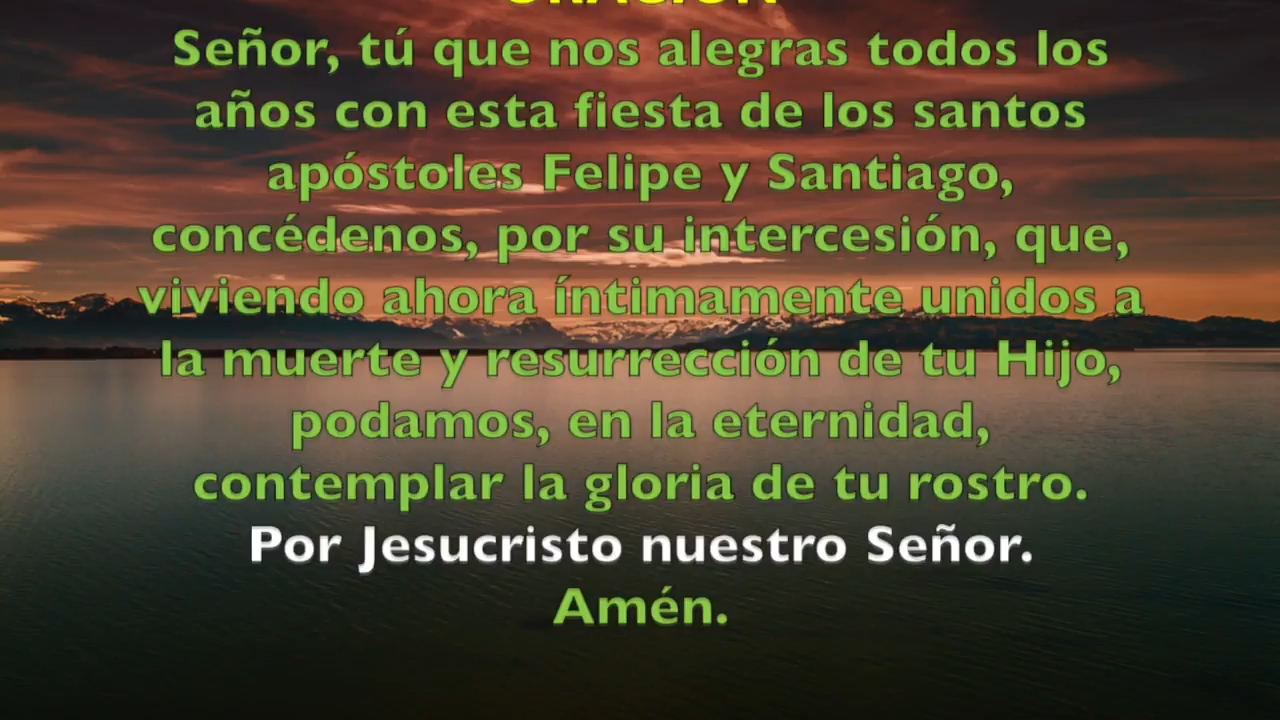 ORACIÓN
Señor, tú que nos alegras todos los
años con esta fiesta de los santos
apóstoles Felipe y Santiago,
concédenos, por su intercesión, que,
viviendo ahora íntimamente unidos a
la muerte y resurrección de tu Hijo,
podamos, en la eternidad,
contemplar la gloria de tu rostro.
Por Jesucristo nuestro Señor.
Amén.